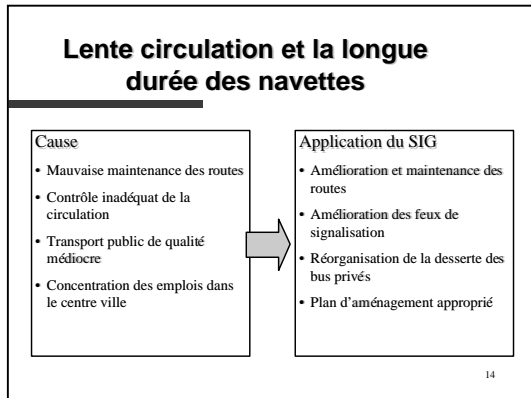 Lente circulation et la longue
durée des navettes
Cause
• Mauvaise maintenance des routes
• Contrôle inadéquat de la
circulation
• Transport public de qualité
médiocre
• Concentration des emplois dans
le centre ville
Application du SIG
• Amélioration et maintenance des
routes
• Amélioration des feux de
signalisation
• Réorganisation de la desserte des
bus privés
• Plan d’aménagement approprié
14